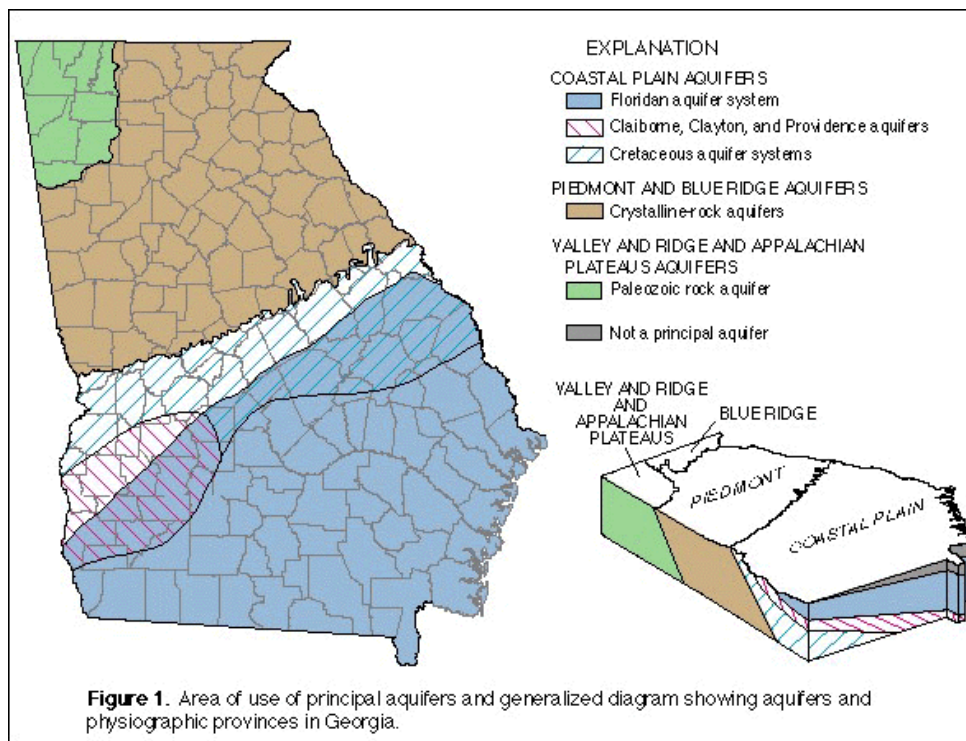 EXPLANATION
COASTAL PLAIN AQUIFERS
Floridan aquifer system
Claiborne, Clayton, and Providence aquifers
Cretaceous aquifer systems
PIEDMONT AND BLUE RIDGE AQUIFERS
Crystalline-rock aquifers
VALLEY AND RIDGE AND APPALACHIAN
PLATEAUS AQUIFERS
Paleozoic rock aquifer
Not a principal aquifer
VALLEY AND RIDGE
AND
APPALACHIAN
PLATEAUS
BLUE RIDGE
PIEDMONT
COASTAL PLAIN
Figure 1. Area of use of principal aquifers and generalized diagram showing aquifers and
physiographic provinces in Georgia.